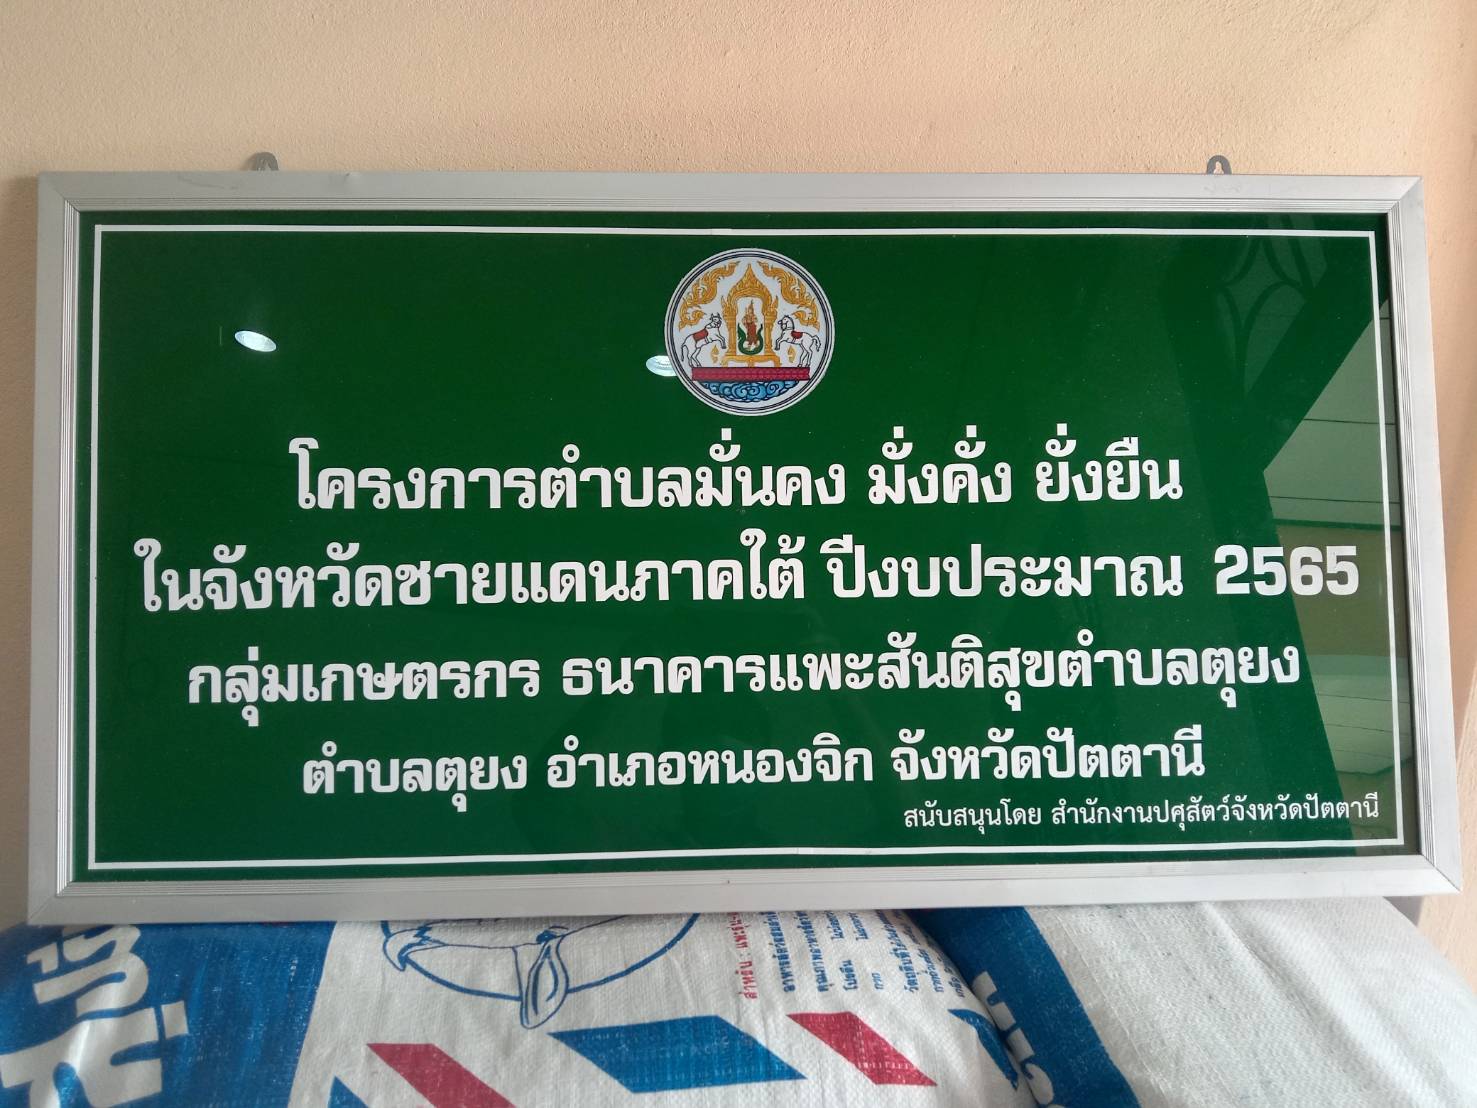 โครงการตำบลมั่นคง มั่งคั่ง ยั่งยืน
ในจังหวัดชายแดนภาคใต้ ปีงบประมาณ 2565
กลุ่มเกษตรกร ธนาคารแพะสันติสุขตำบลตุยง
ตำบลตุยง อำเภอหนองจิก จังหวัดปัตตานี
สนับสนุนโดย สำนักงานปศุสัตว์จังหวัดปัตตานี